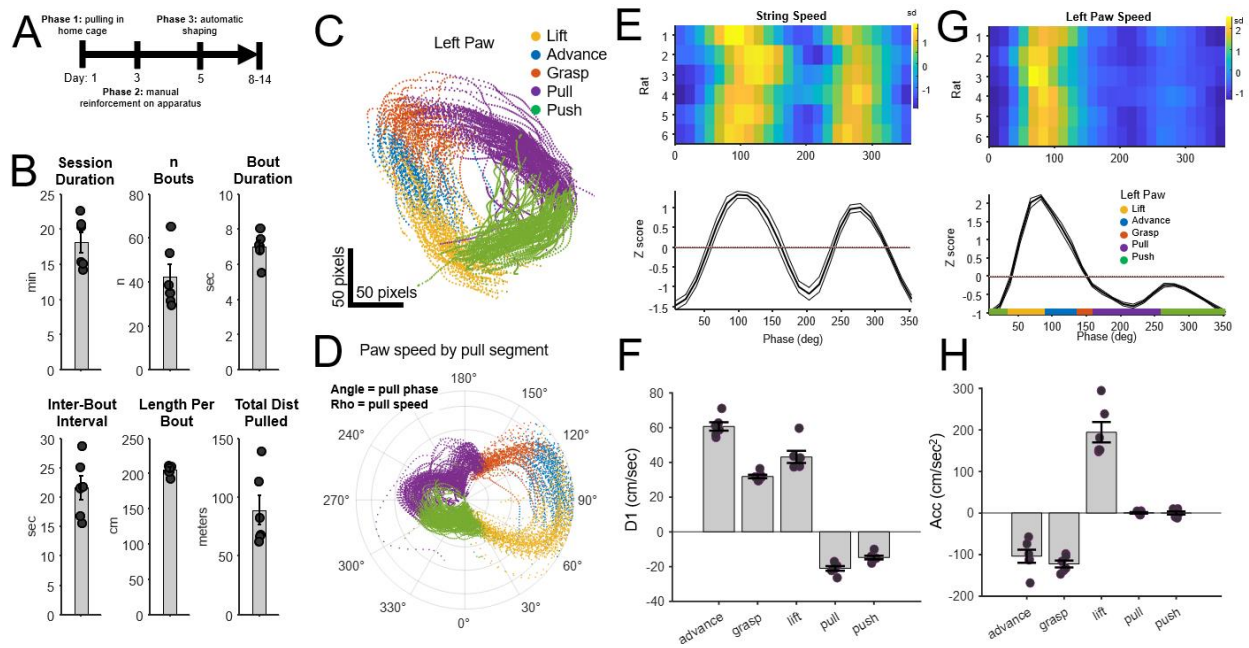 A
Phase 1: pulling in
home cage
Phase 3: automatic
shaping
Day: 1
3
5
8-14
Phase 2: manual
reinforcement on apparatus
B
Session
Duration
25
20
15
10
5
0
min
n
Bouts
80
60
40
20
0
n
Bout
Duration
10
8
6
4
2
0
sec
Inter-Bout
Interval
30
25
20
15
10
5
0
sec
Length Per
Bout
250
200
150
100
50
0
cm
Total Dist
Pulled
150
100
50
0
meters
C
Left Paw
Lift
Advance
Grasp
Pull
Push
50 pixels
50 pixels
D
Paw speed by pull segment
Angle = pull phase
Rho = pull speed
180°
150°
120°
90°
60°
30°
0°
330°
300°
270°
240°
E
String Speed
Rat
1
2
3
4
5
6
0
100
200
300
sd
2
1
0
-1
Z score
1
0.5
0
-0.5
-1
-1.5
50
100
150
200
250
300
350
Phase (deg)
F
D1 (cm/sec)
80
60
40
20
0
-20
-40
advance
grasp
lift
pull
push
G
Left Paw Speed
Rat
1
2
3
4
5
6
0
100
200
300
sd
2
1
0
-1
Z score
2
1.5
1
0.5
0
-0.5
-1
Left Paw
Lift
Advance
Grasp
Pull
Push
50
100
150
200
250
300
350
Phase (deg)
H
Acc (cm/sec²)
300
200
100
0
-100
-200
advance
grasp
lift
pull
push